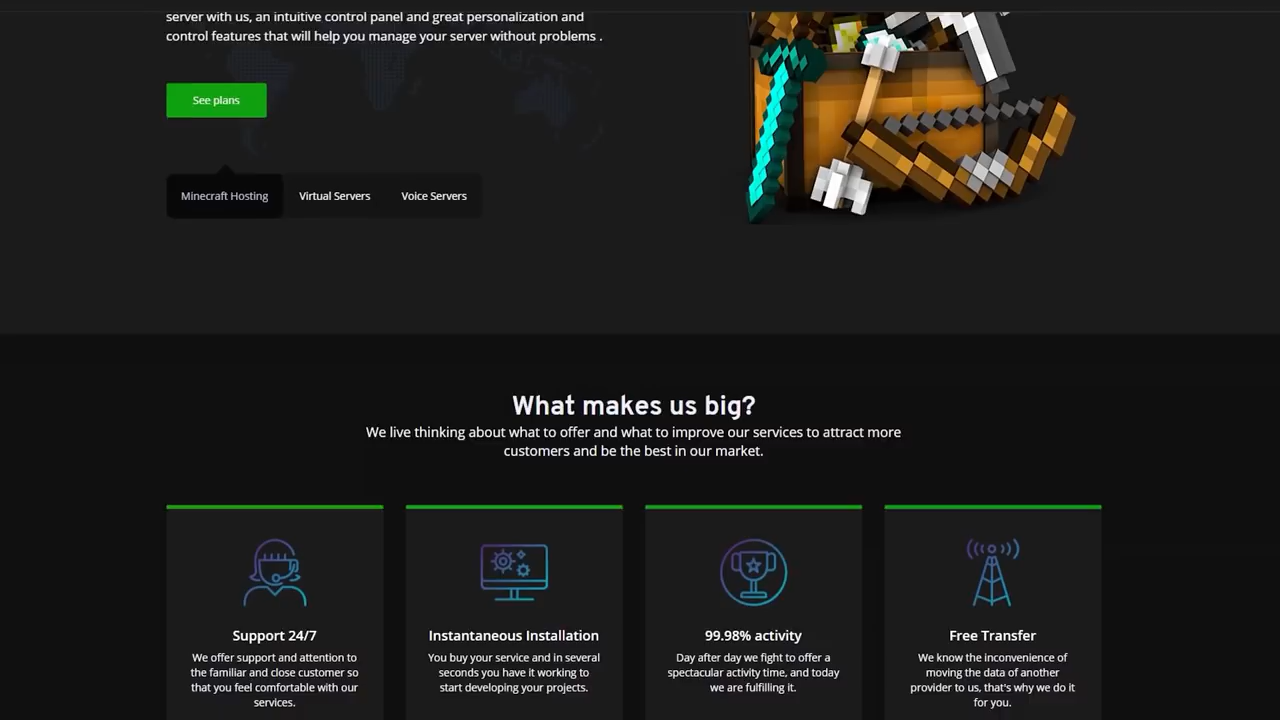 server with us, an intuitive control panel and great personalization and
control features that will help you manage your server without problems .
See plans
Minecraft Hosting
Virtual Servers
Voice Servers
What makes us big?
We live thinking about what to offer and what to improve our services to attract more
customers and be the best in our market.
Support 24/7
We offer support and attention to
the familiar and close customer so
that you feel comfortable with our
services.
Instantaneous Installation
You buy your service and in several
seconds you have it working to
start developing your projects.
99.98% activity
Day after day we fight to offer a
spectacular activity time, and today
we are fulfilling it.
Free Transfer
We know the inconvenience of
moving the data of another
provider to us, that's why we do it
for you.